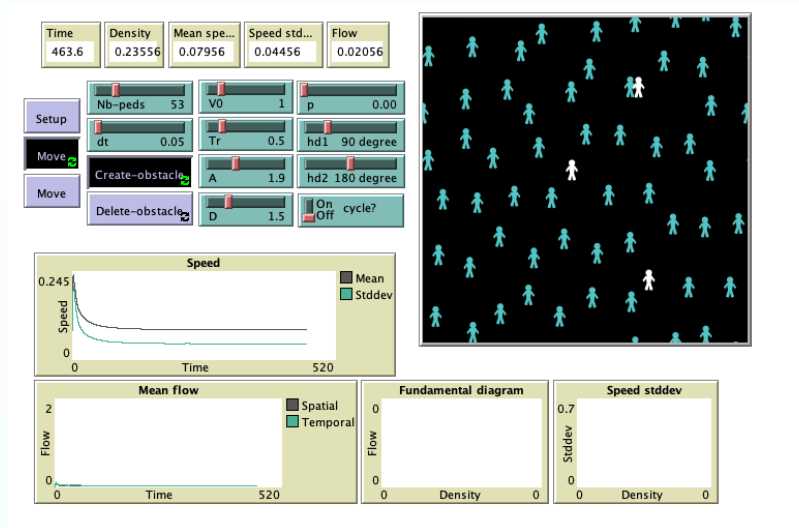 Time Density Mean spe... Speed std... Flow
463.6 0.23556 0.07956 0.04456 0.02056
Nb-peds 53 V0 1 p 0.00
Setup
dt 0.05 Tr 0.5 hd1 90 degree
Move
Create-obstacle A 1.9 hd2 180 degree
Move
Delete-obstacle D 1.5 On Off cycle?
Speed
0.245
Speed
0
0 Time 520
Mean
Stddev
Mean flow
2
Flow
0
0 Time 520
Spatial
Temporal
Fundamental diagram
0
Flow
0
0 Density 0
Speed stddev
0.7
Stddev
0
0 Density 0